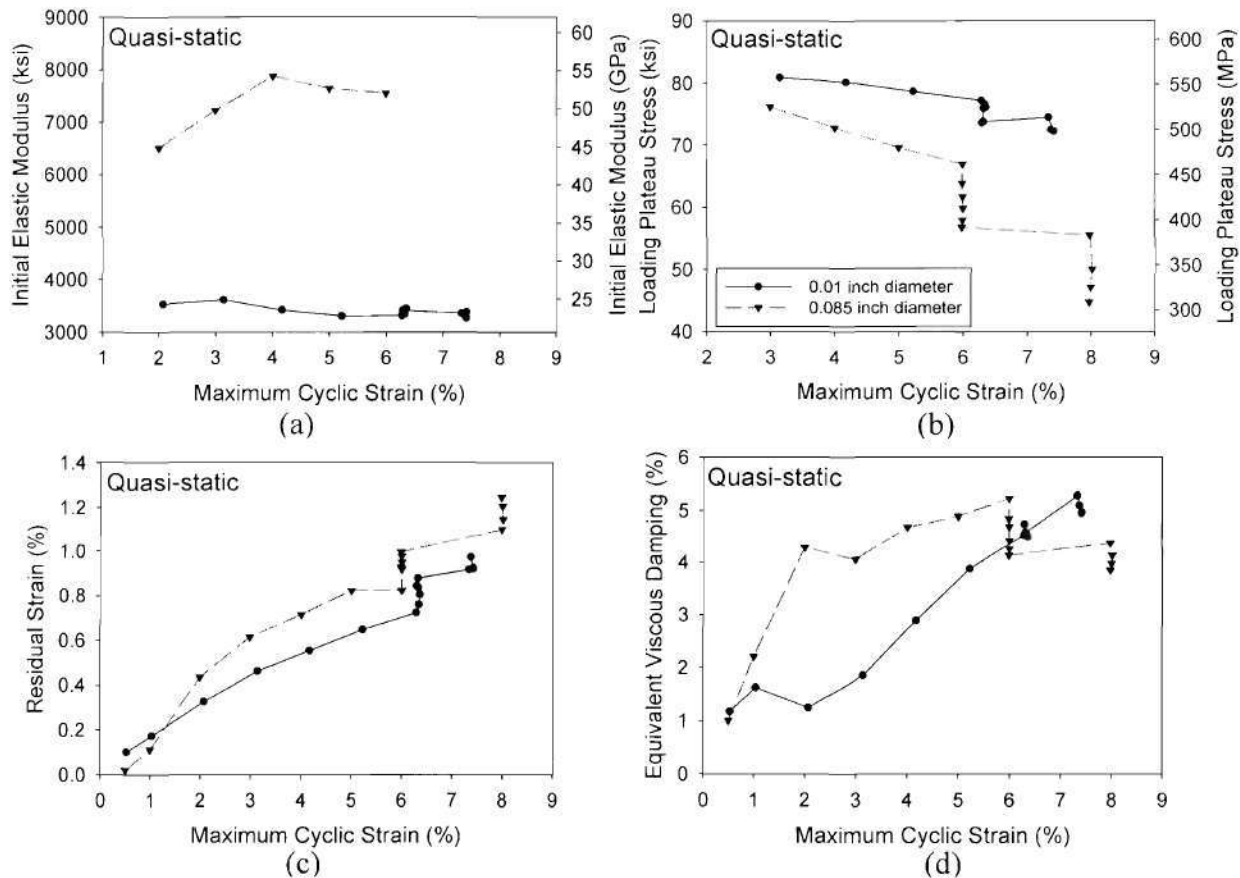 Quasi-static
Initial Elastic Modulus (ksi)
9000
8000
7000
6000
5000
4000
3000
60
55
50
45
40
35
30
25
Initial Elastic Modulus (GPa)
1 2 3 4 5 6 7 8 9
Maximum Cyclic Strain (%)
(a)
Quasi-static
Loading Plateau Stress (ksi)
90
80
70
60
50
40
600
550
500
450
400
350
300
Loading Plateau Stress (MPa)
0.01 inch diameter
0.085 inch diameter
2 3 4 5 6 7 8 9
Maximum Cyclic Strain (%)
(b)
Quasi-static
Residual Strain (%)
1.4
1.2
1.0
0.8
0.6
0.4
0.2
0.0
0 1 2 3 4 5 6 7 8 9
Maximum Cyclic Strain (%)
(c)
Quasi-static
Equivalent Viscous Damping (%)
6
5
4
3
2
1
0
0 1 2 3 4 5 6 7 8 9
Maximum Cyclic Strain (%)
(d)